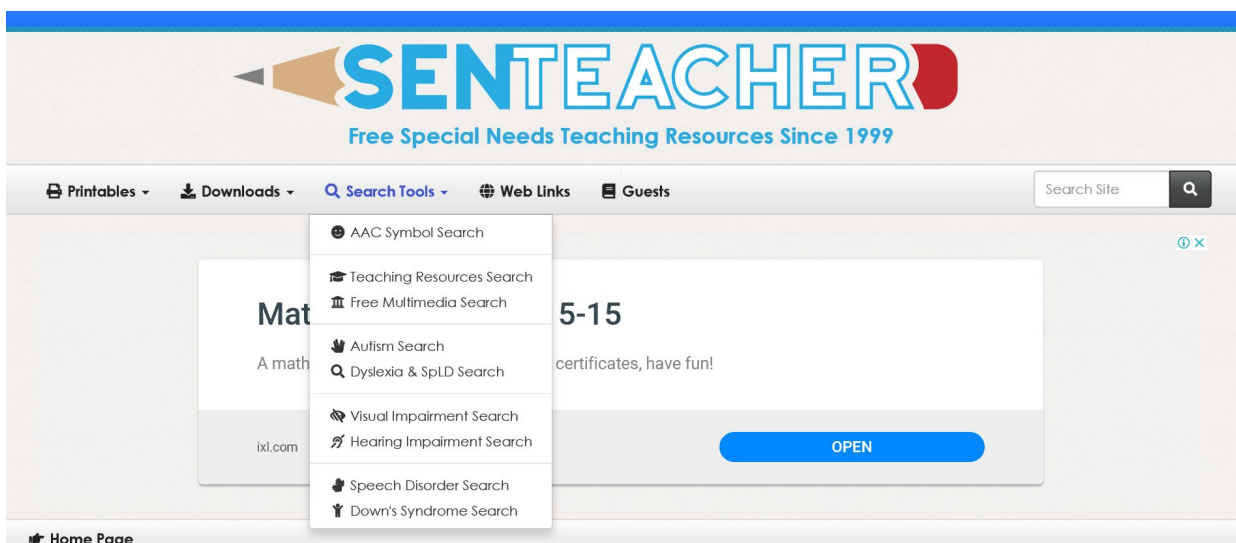 SENTEACHER
Free Special Needs Teaching Resources Since 1999
Printables Downloads Search Tools Web Links Guests Search Site
AAC Symbol Search
Teaching Resources Search
Free Multimedia Search
Autism Search
Dyslexia & SpLD Search
Visual Impairment Search
Hearing Impairment Search
Speech Disorder Search
Down's Syndrome Search
Mat 5-15
A math certificates, have fun!
ixl.com OPEN
Home Page